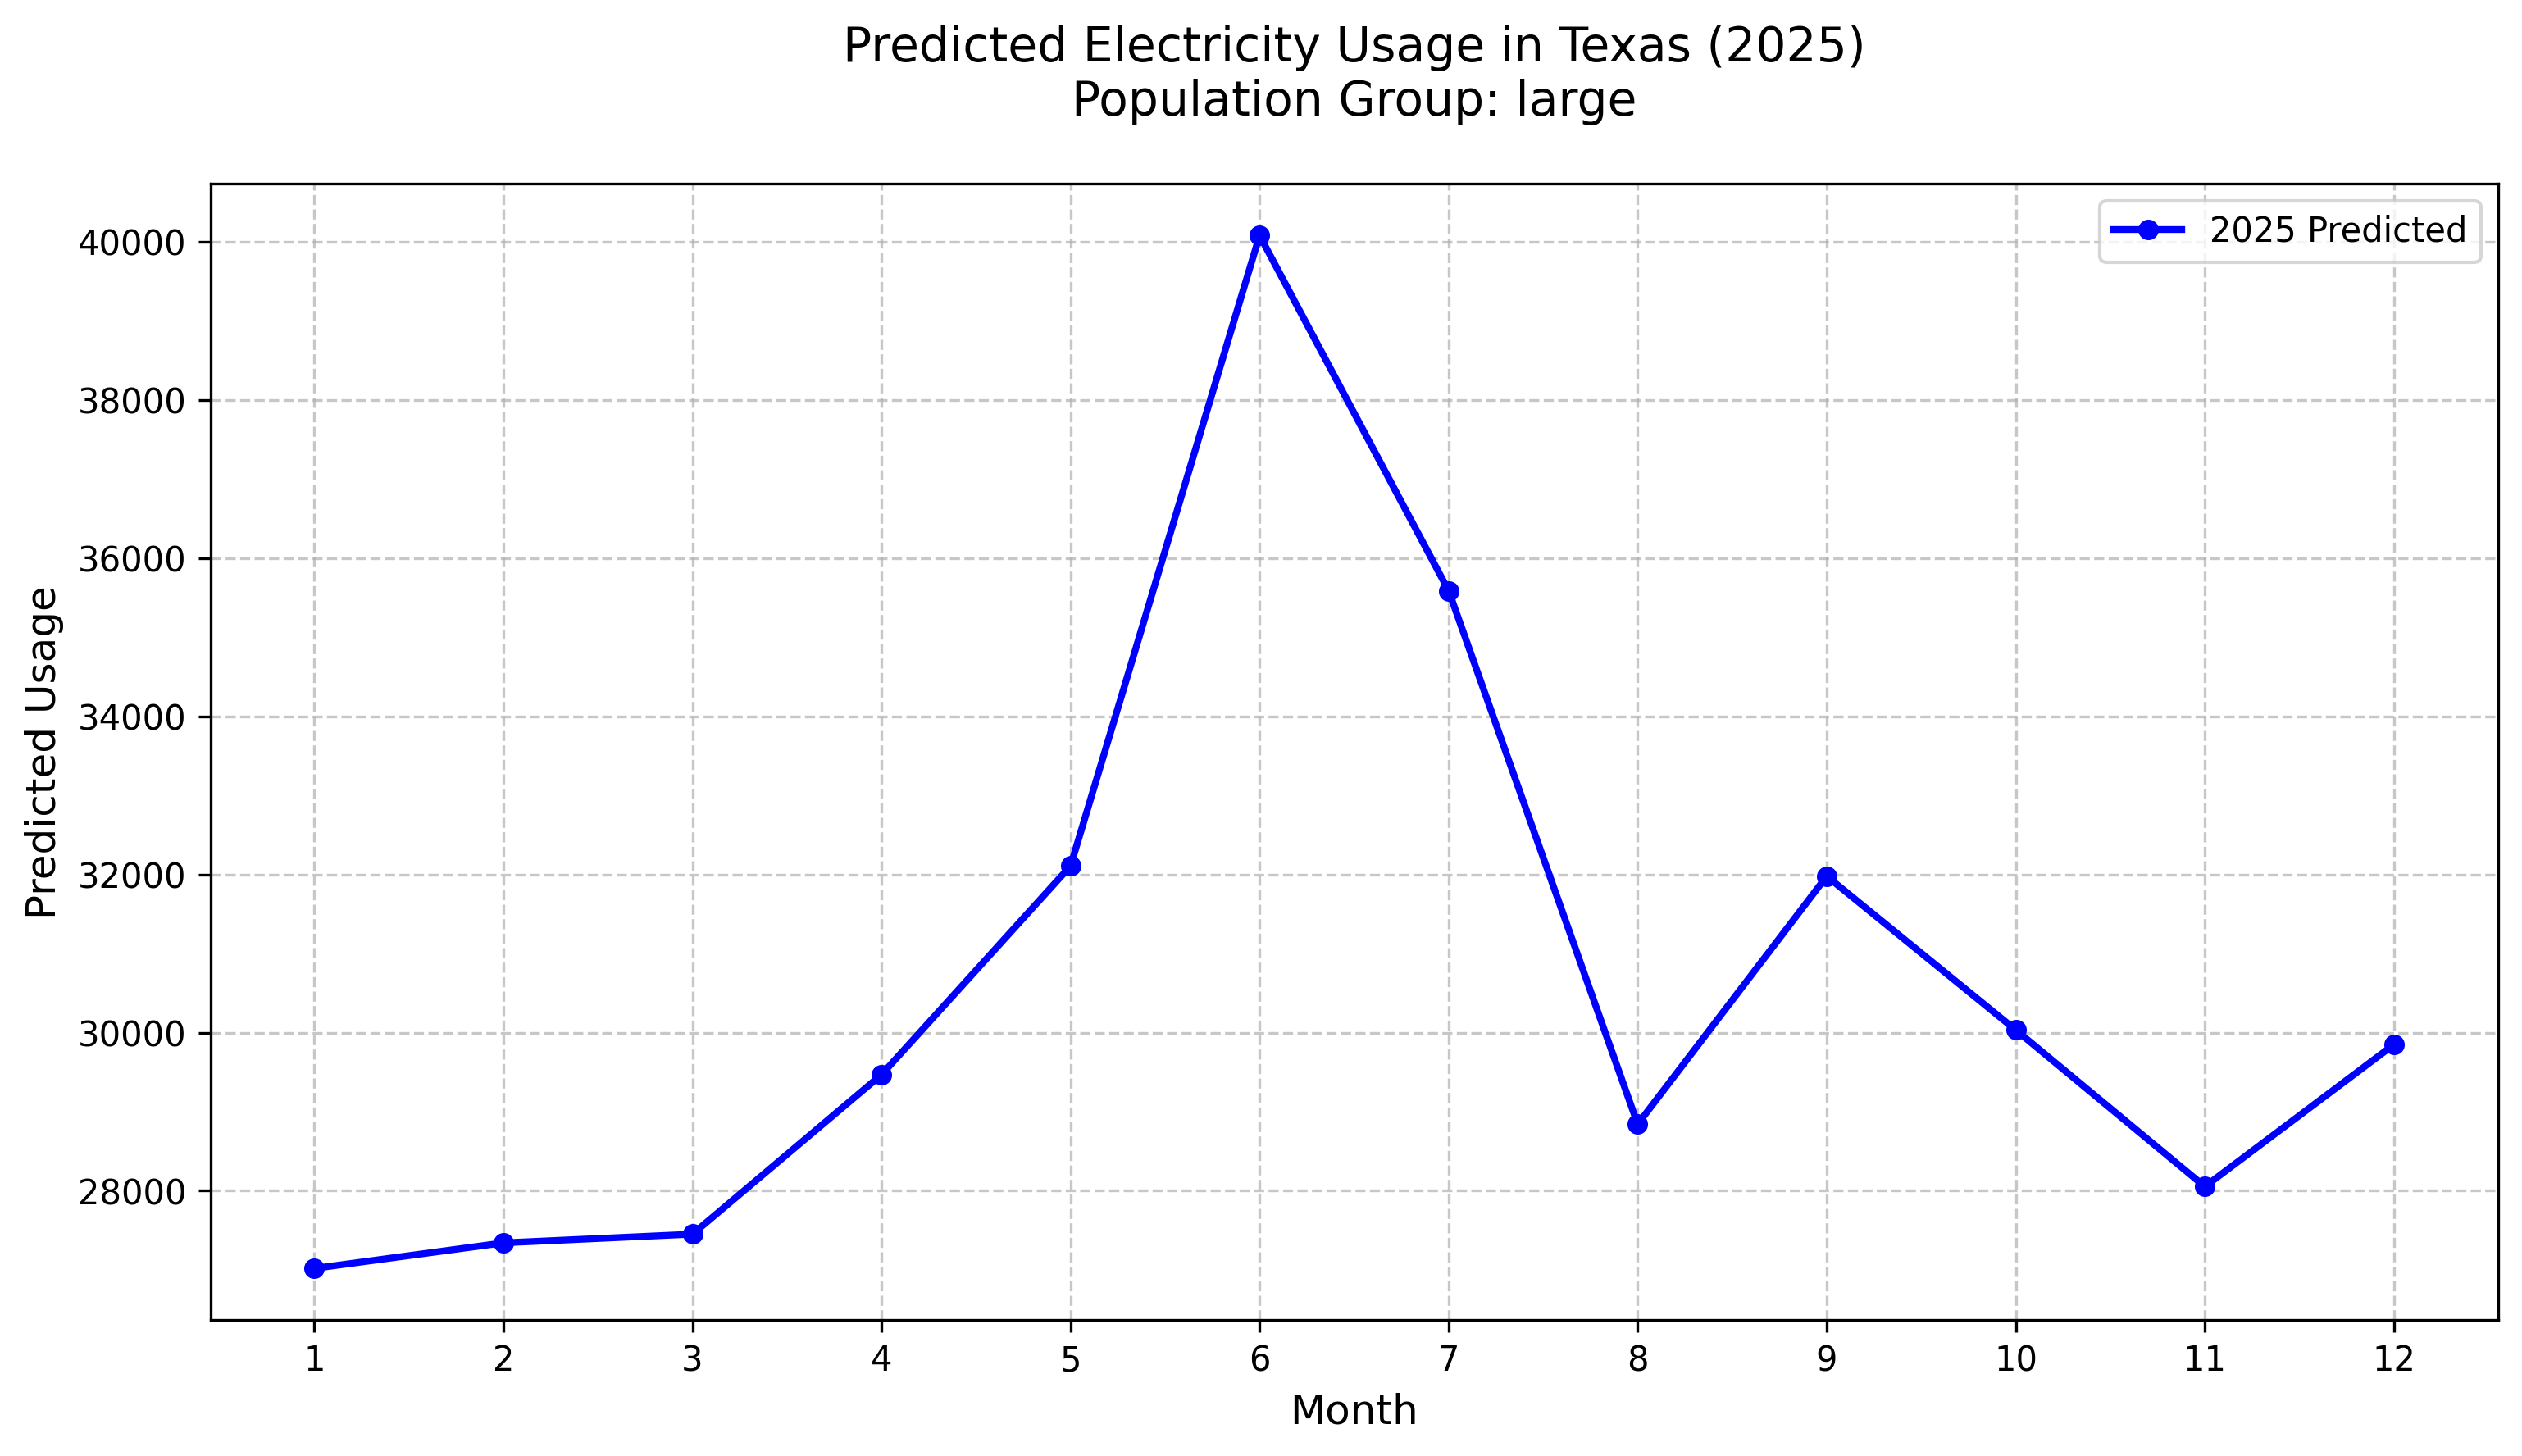 Predicted Electricity Usage in Texas (2025)
Population Group: large
2025 Predicted
40000
38000
36000
34000
32000
30000
28000
Predicted Usage
1 2 3 4 5 6 7 8 9 10 11 12
Month